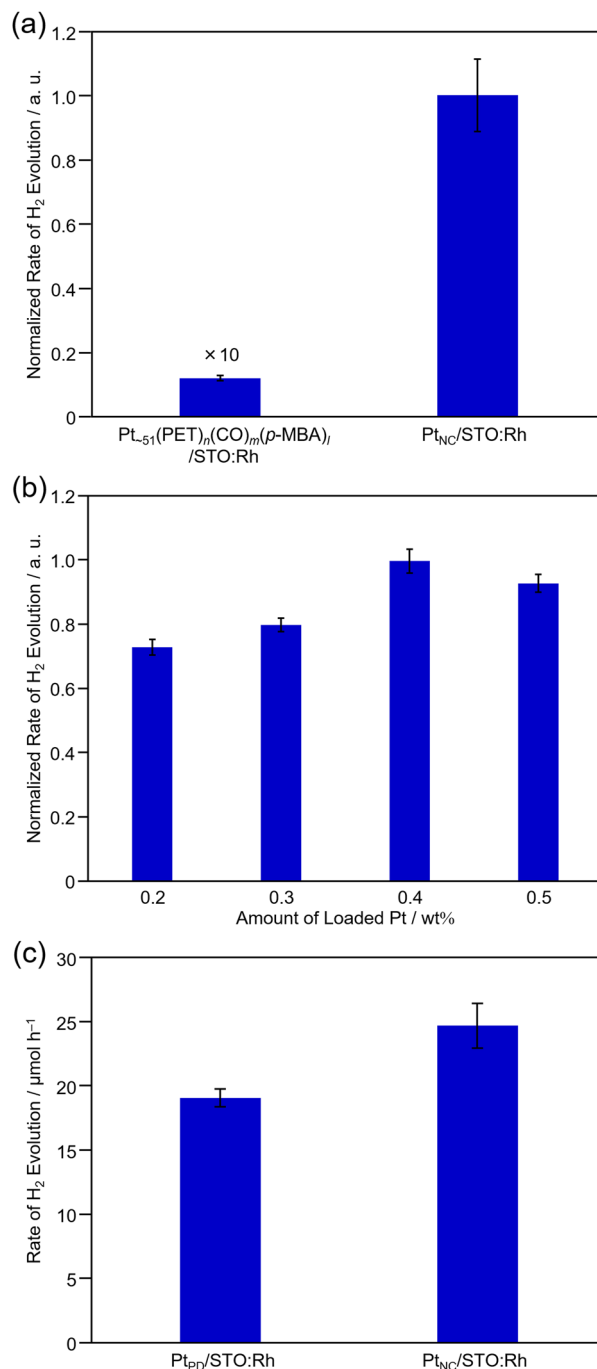 (a)
Normalized Rate of H₂ Evolution / a. u.
1.2
1.0
0.8
0.6
0.4
0.2
0
× 10
Pt~51(PET)n(CO)m(p-MBA)l
/STO:Rh
PtNC/STO:Rh
(b)
Normalized Rate of H₂ Evolution / a. u.
1.2
1.0
0.8
0.6
0.4
0.2
0
0.2 0.3 0.4 0.5
Amount of Loaded Pt / wt%
(c)
Rate of H₂ Evolution / μmol h⁻¹
30
25
20
15
10
5
0
PtPD/STO:Rh PtNC/STO:Rh